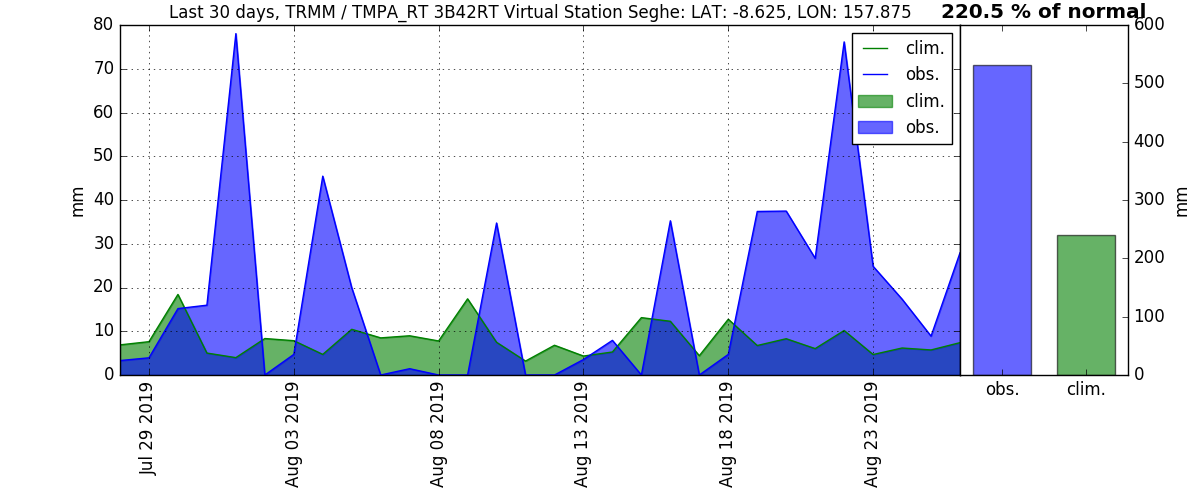 Last 30 days, TRMM / TMPA_RT 3B42RT Virtual Station Seghe: LAT: -8.625, LON: 157.875
220.5 % of normal
80
70
60
50
40
30
20
10
0
mm
clim.
obs.
clim.
obs.
Jul 29 2019
Aug 03 2019
Aug 08 2019
Aug 13 2019
Aug 18 2019
Aug 23 2019
600
500
400
300
200
100
0
mm
obs.
clim.